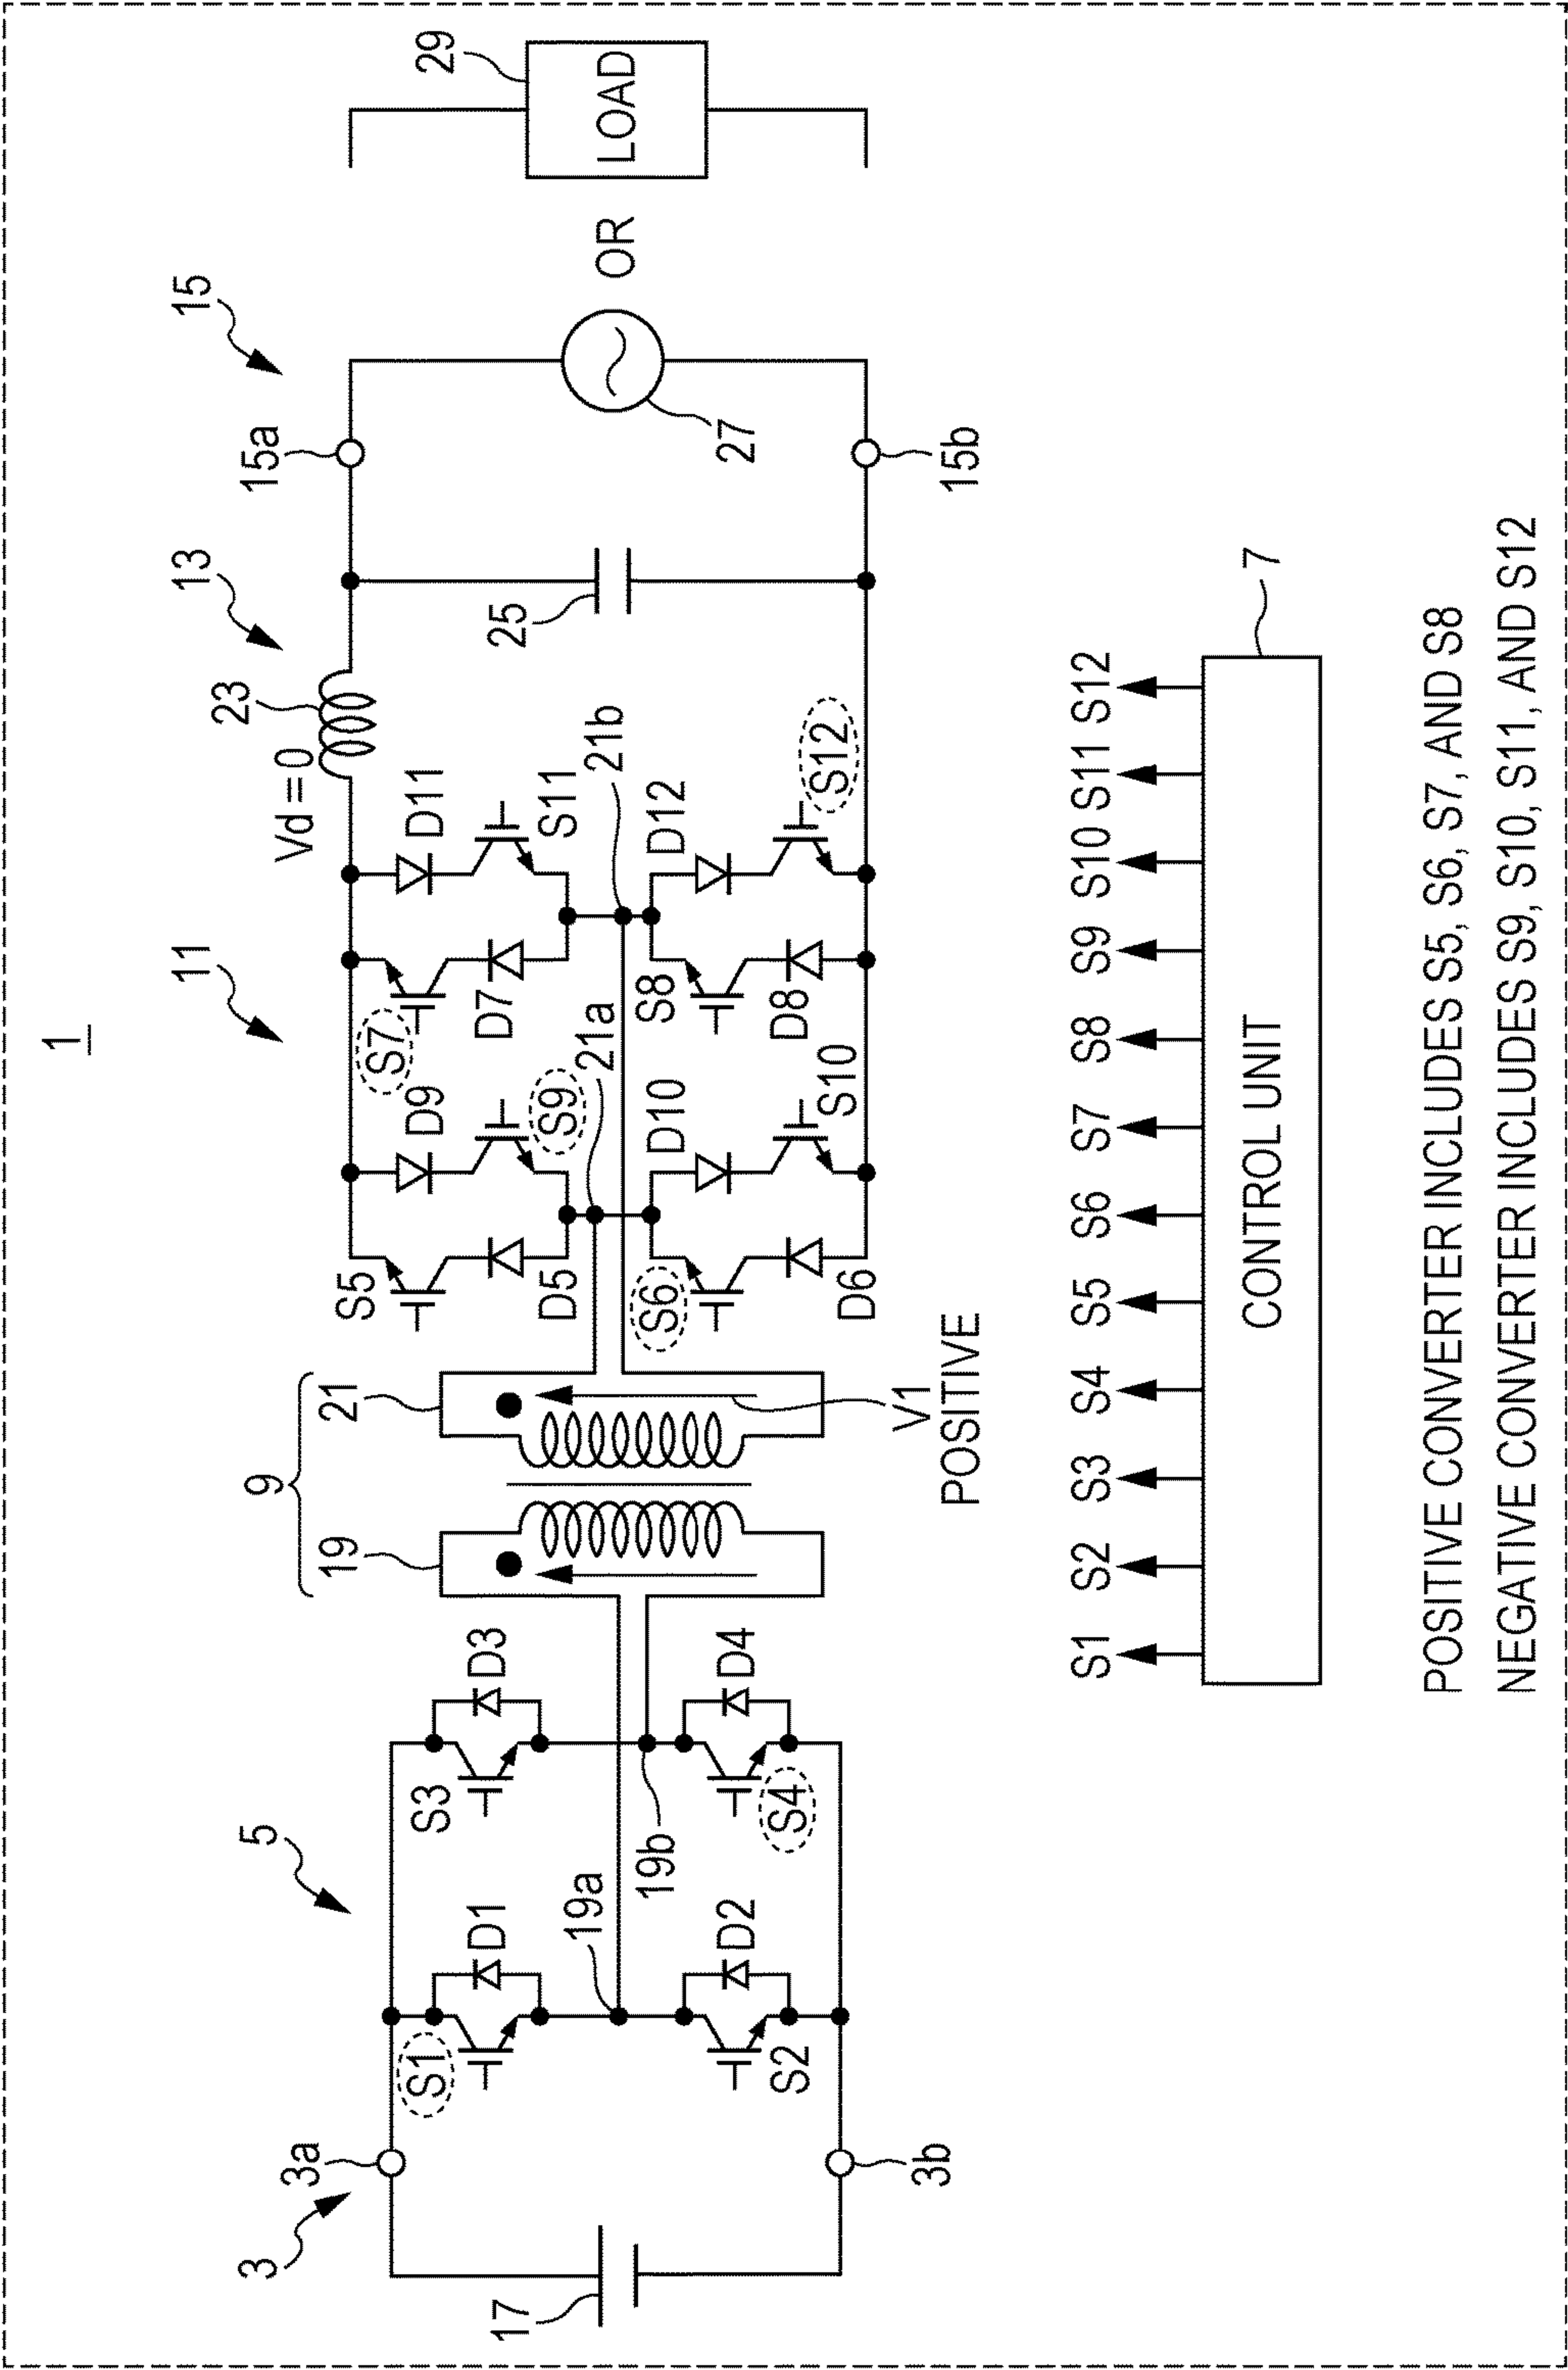 1
3
3a
3b
17
5
S1
D1
S2
D2
19a
S3
D3
S4
D4
19b
9
19
21
V1
POSITIVE
11
S5
D5
S6
D6
D9
S9
D10
S10
21a
S7
D7
S8
D8
D11
S11
D12
S12
21b
Vd = 0
13
23
25
15
15a
15b
27
OR
29
LOAD
S1 S2 S3 S4 S5 S6 S7 S8 S9 S10 S11 S12
CONTROL UNIT
7
POSITIVE CONVERTER INCLUDES S5, S6, S7, AND S8
NEGATIVE CONVERTER INCLUDES S9, S10, S11, AND S12